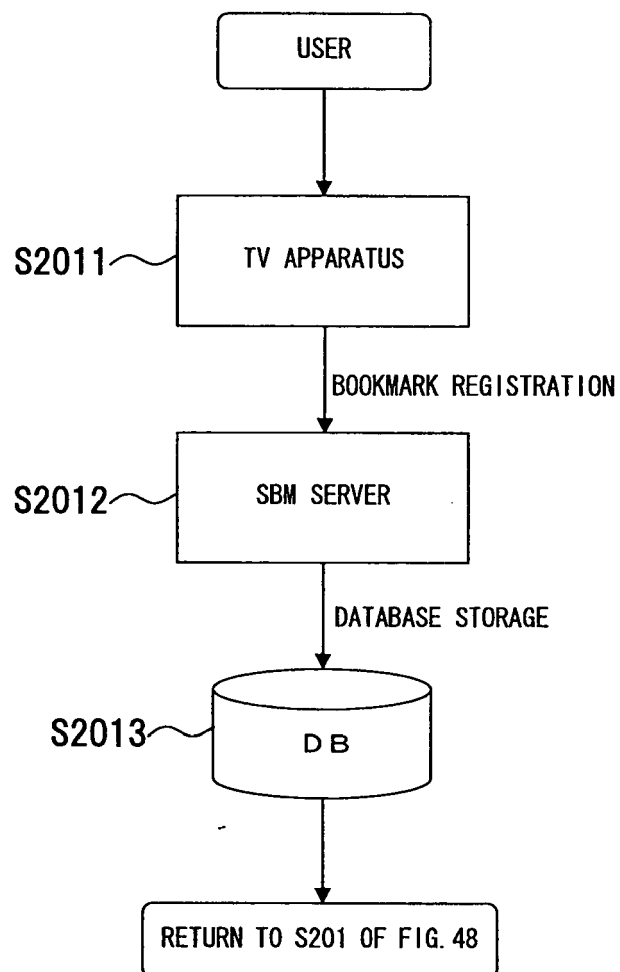 USER
S2011
TV APPARATUS
BOOKMARK REGISTRATION
S2012
SBM SERVER
DATABASE STORAGE
S2013
DB
RETURN TO S201 OF FIG. 48